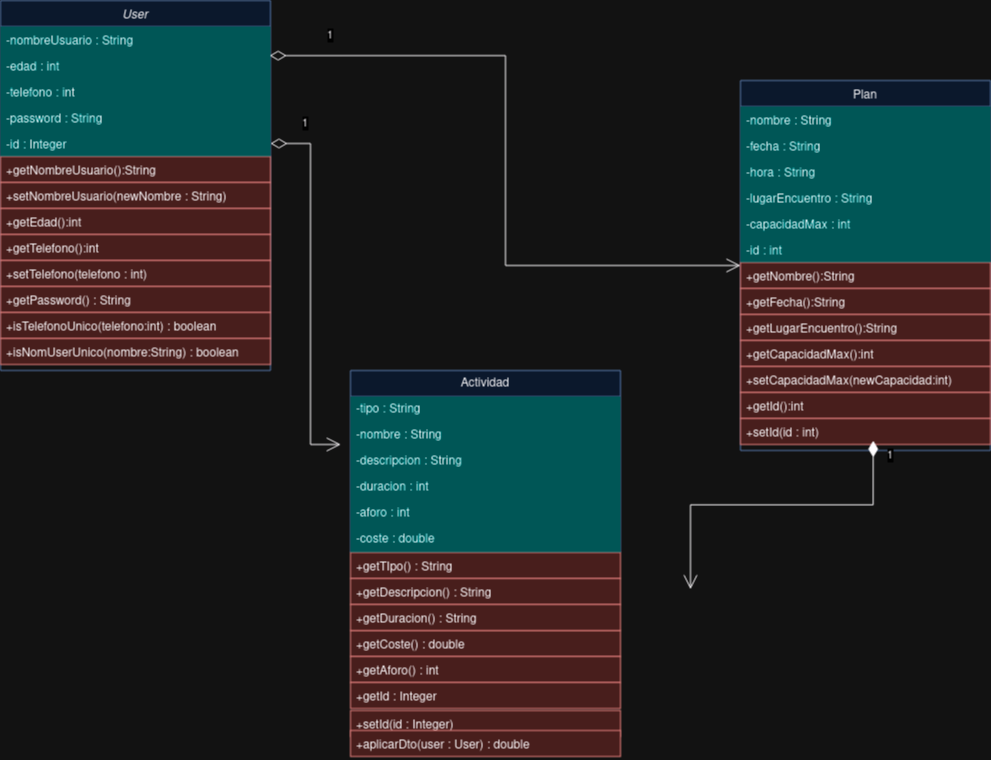 User
-nombreUsuario : String
-edad : int
-telefono : int
-password : String
-id : Integer
+getNombreUsuario():String
+setNombreUsuario(newNombre : String)
+getEdad():int
+getTelefono():int
+setTelefono(telefono : int)
+getPassword() : String
+isTelefonoUnico(telefono:int) : boolean
+isNomUserUnico(nombre:String) : boolean
1
1
Plan
-nombre : String
-fecha : String
-hora : String
-lugarEncuentro : String
-capacidadMax : int
-id : int
+getNombre():String
+getFecha():String
+getLugarEncuentro():String
+getCapacidadMax():int
+setCapacidadMax(newCapacidad:int)
+getId():int
+setId(id : int)
1
Actividad
-tipo : String
-nombre : String
-descripcion : String
-duracion : int
-aforo : int
-coste : double
+getTIpo() : String
+getDescripcion() : String
+getDuracion() : String
+getCoste() : double
+getAforo() : int
+getId : Integer
+setId(id : Integer)
+aplicarDto(user : User) : double